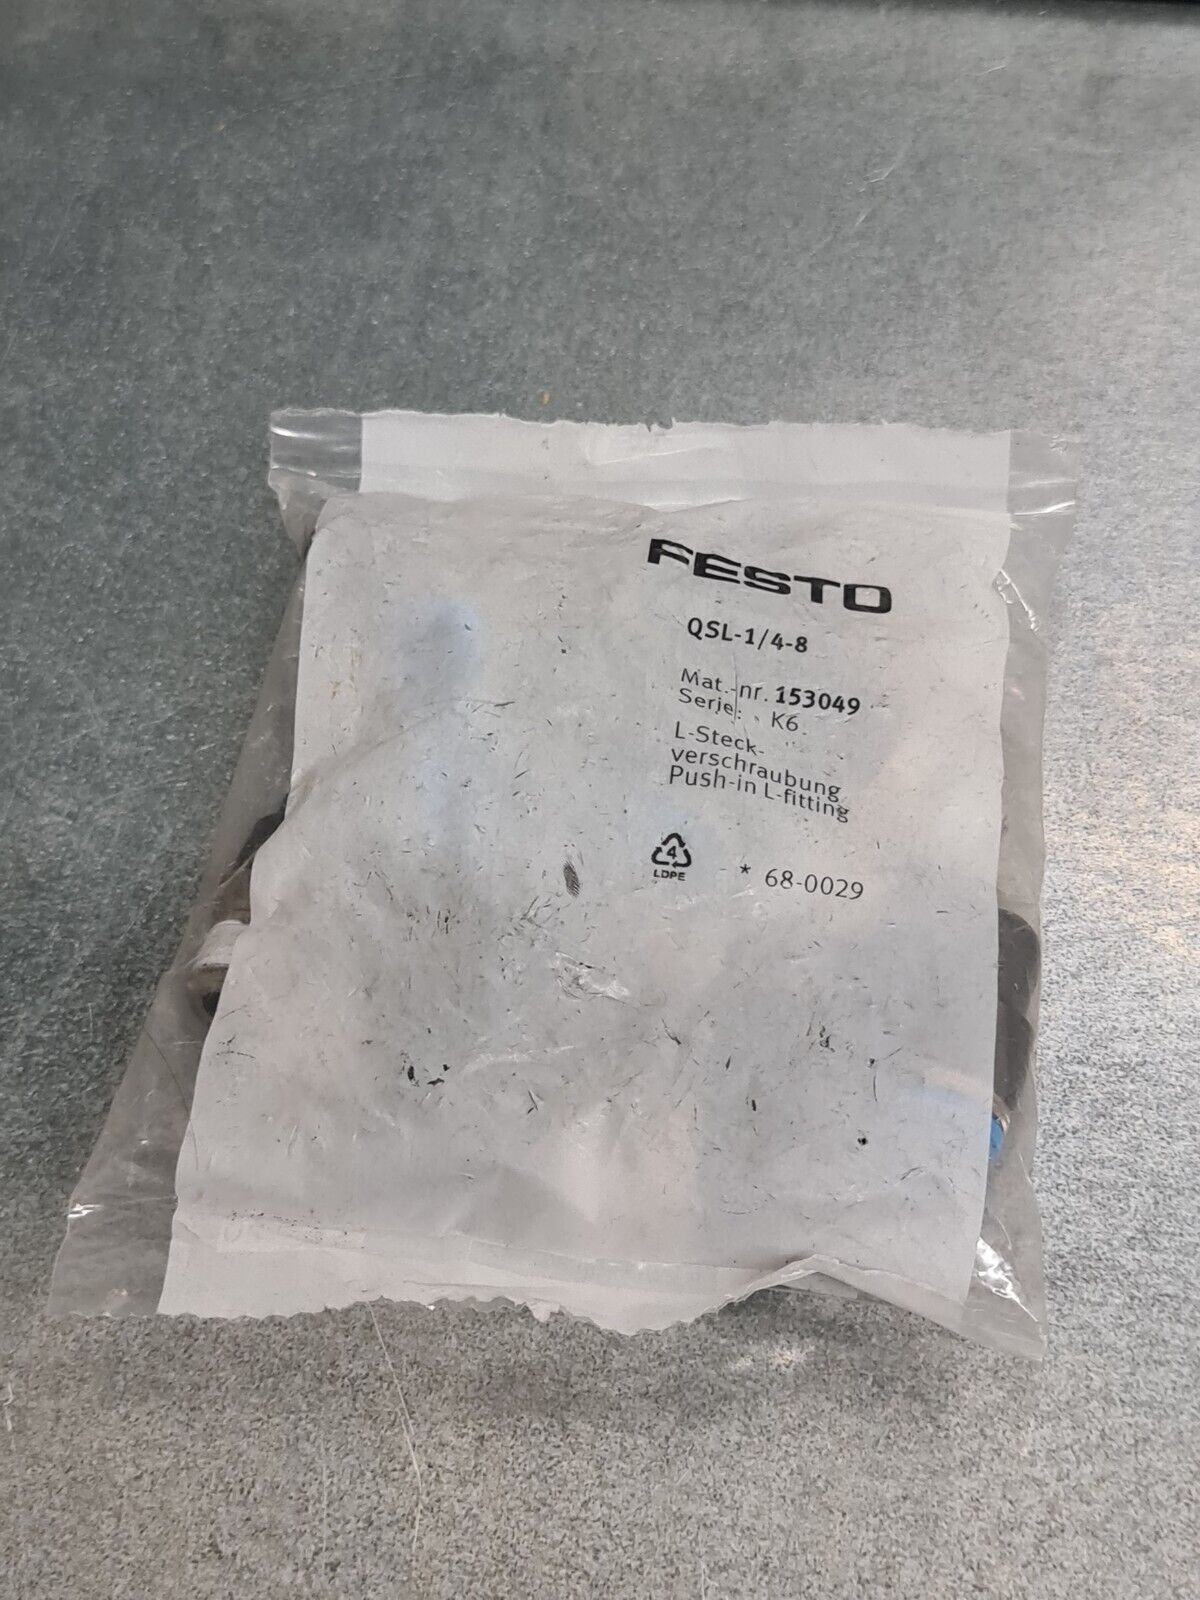 FESTO
QSL-1/4-8
Mat.-nr. 153049
Serie: K6
L-Steck-
verschraubung
Push-in L-fitting
4
LDPE
* 68-0029